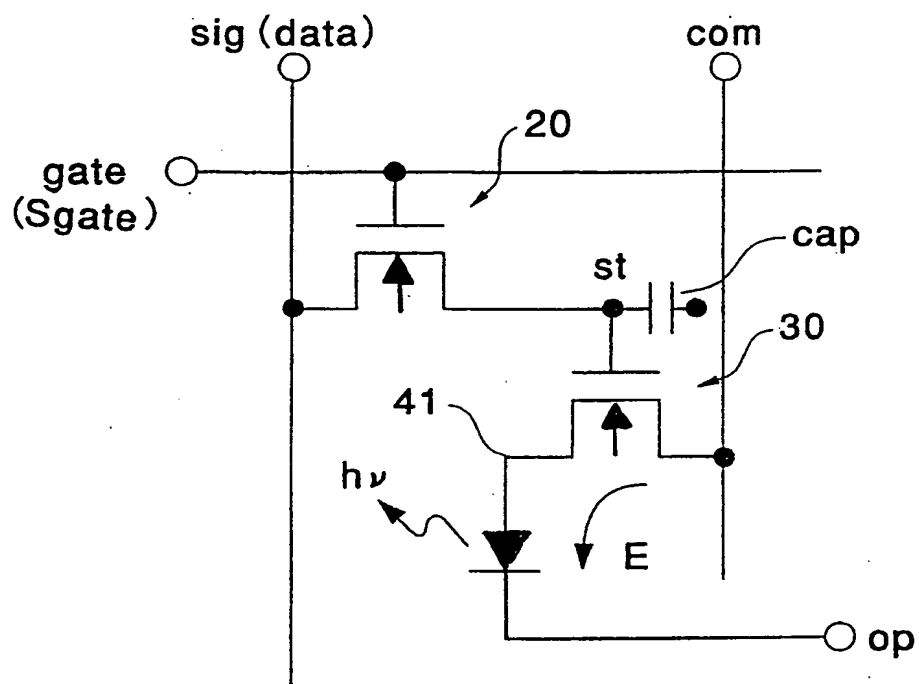 sig (data)
com
20
gate
(Sgate)
cap
st
30
41
hν
E
op